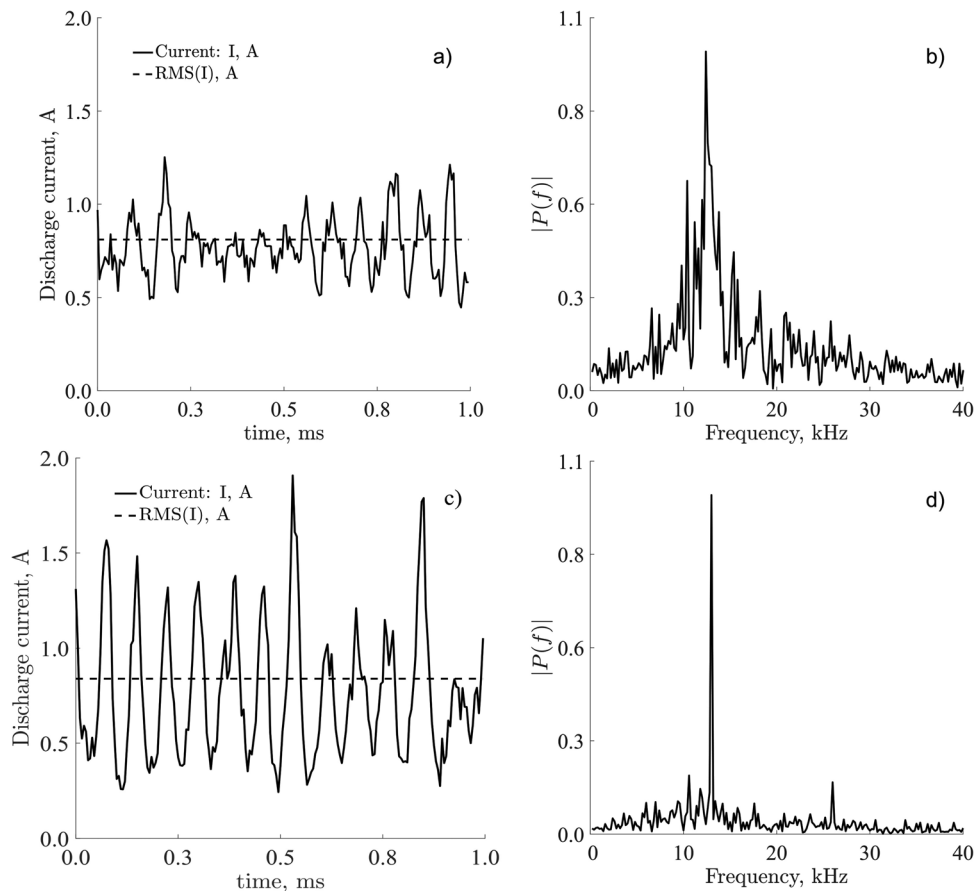 2.0
1.5
1.0
0.5
0.0
Discharge current, A
Current: I, A
RMS(I), A
a)
0.0 0.3 0.5 0.8 1.0
time, ms
1.1
0.8
0.6
0.3
0.0
|P(f)|
b)
0 10 20 30 40
Frequency, kHz
2.0
1.5
1.0
0.5
0.0
Discharge current, A
Current: I, A
RMS(I), A
c)
0.0 0.3 0.5 0.8 1.0
time, ms
1.1
0.8
0.6
0.3
0.0
|P(f)|
d)
0 10 20 30 40
Frequency, kHz